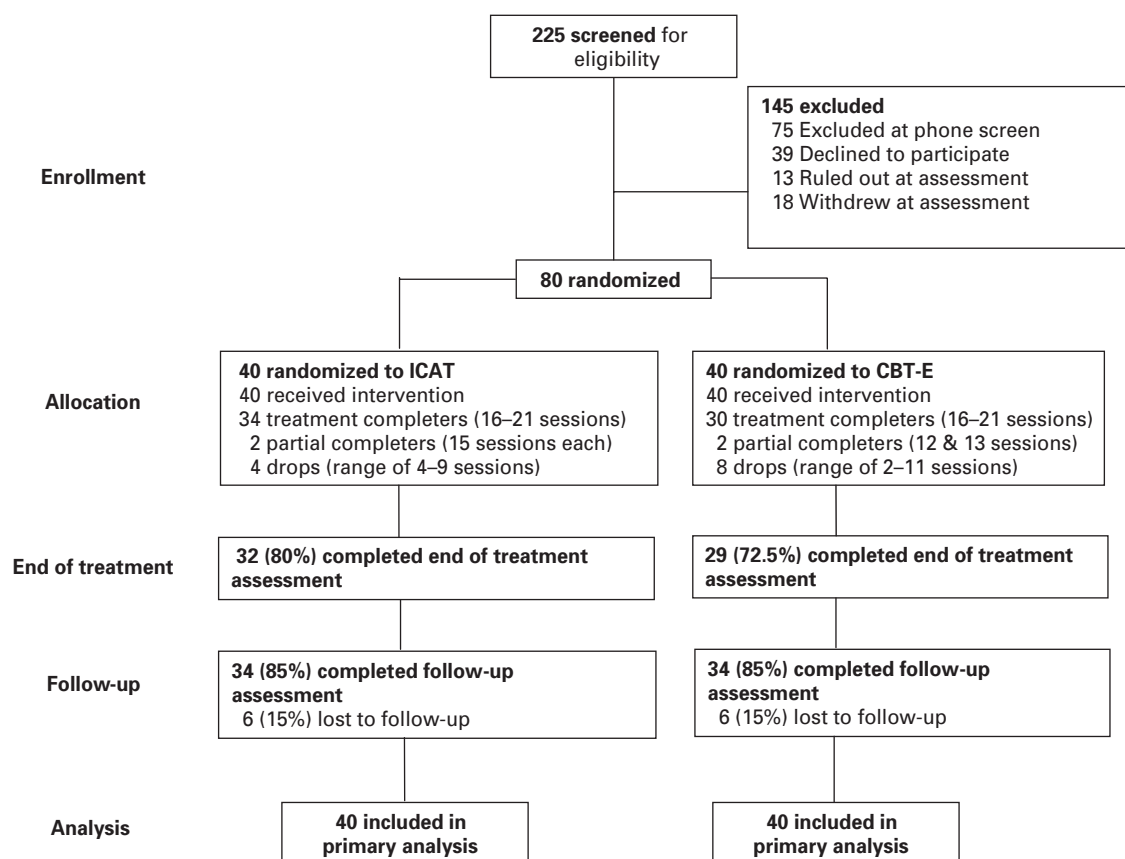 225 screened for
eligibility
145 excluded
75 Excluded at phone screen
39 Declined to participate
13 Ruled out at assessment
18 Withdrew at assessment
Enrollment
80 randomized
Allocation
40 randomized to ICAT
40 received intervention
34 treatment completers (16–21 sessions)
2 partial completers (15 sessions each)
4 drops (range of 4–9 sessions)
40 randomized to CBT-E
40 received intervention
30 treatment completers (16–21 sessions)
2 partial completers (12 & 13 sessions)
8 drops (range of 2–11 sessions)
End of treatment
32 (80%) completed end of treatment
assessment
29 (72.5%) completed end of treatment
assessment
Follow-up
34 (85%) completed follow-up
assessment
6 (15%) lost to follow-up
34 (85%) completed follow-up
assessment
6 (15%) lost to follow-up
Analysis
40 included in
primary analysis
40 included in
primary analysis